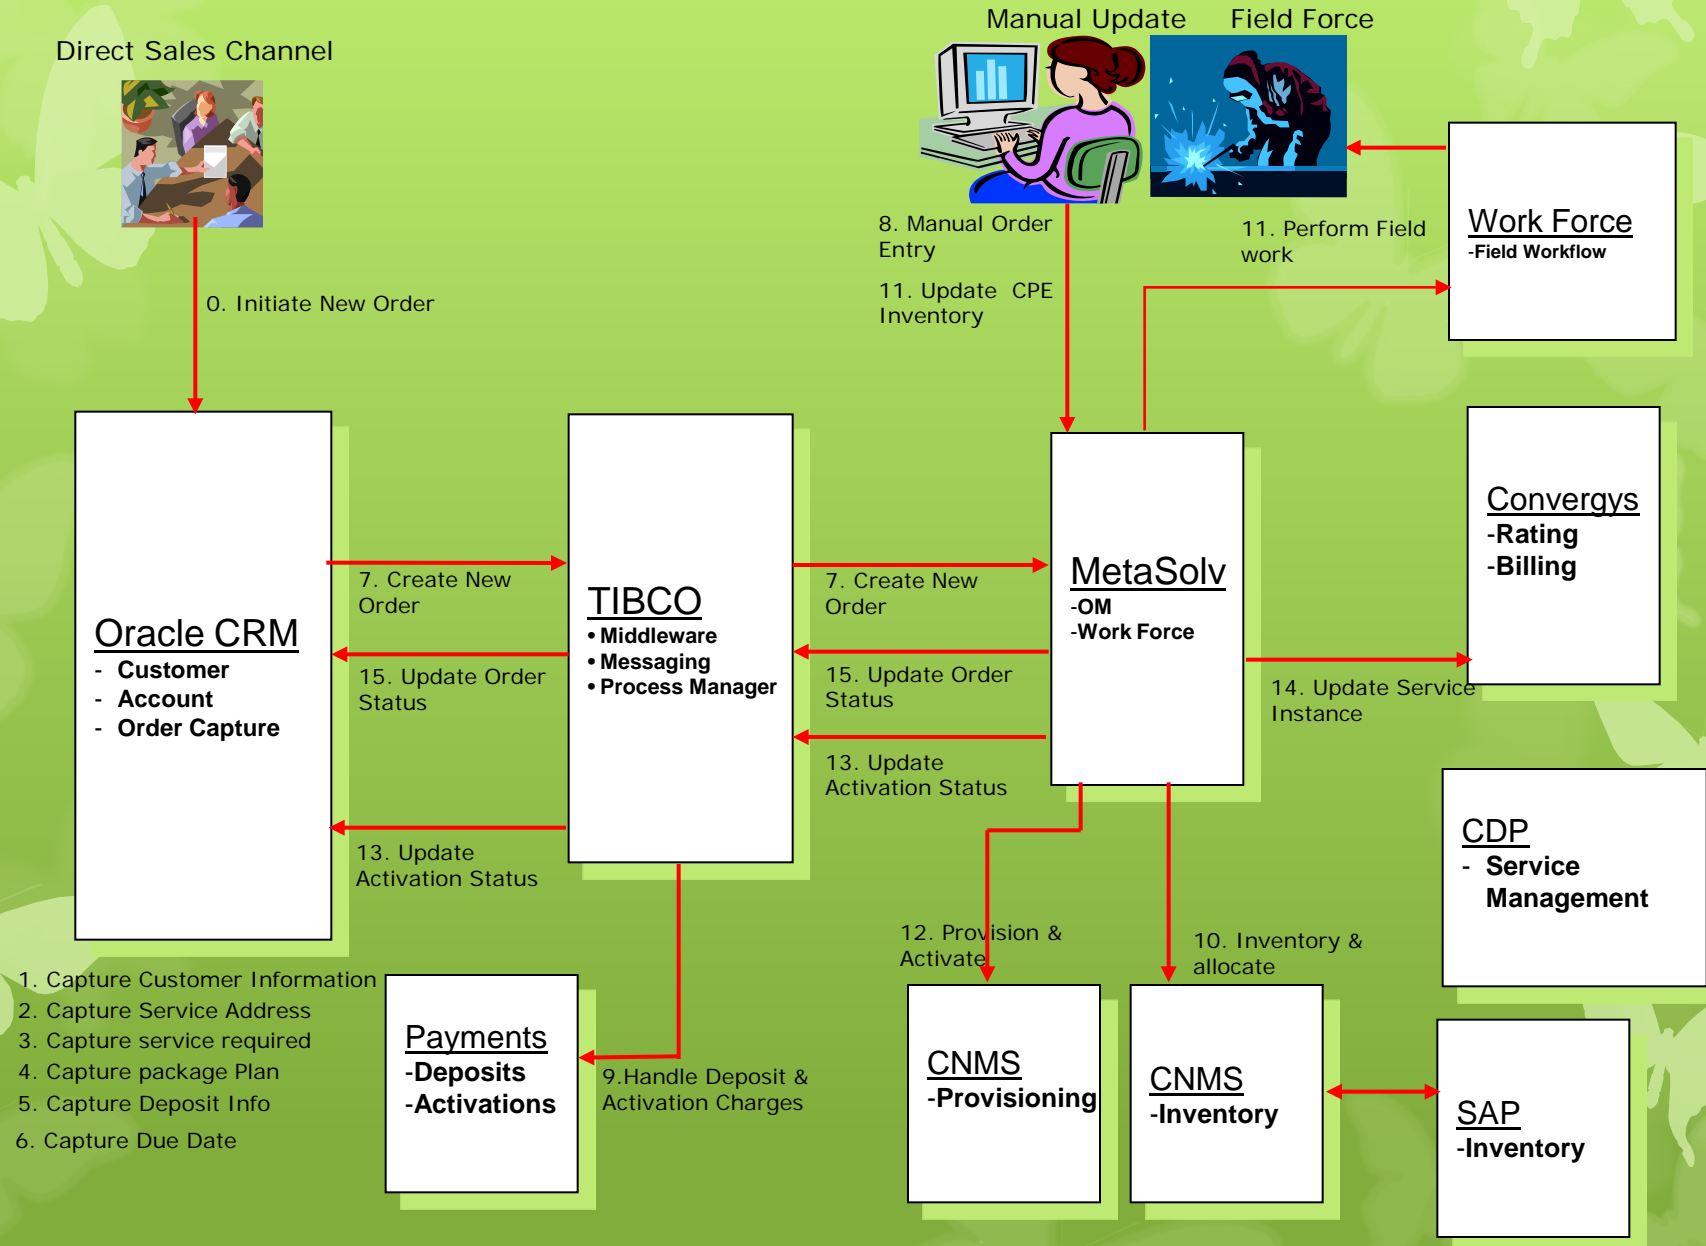 Manual Update
Field Force
Direct Sales Channel
8. Manual Order
Entry
11. Update CPE
Inventory
11. Perform Field
work
Work Force
-Field Workflow
0. Initiate New Order
Oracle CRM
- Customer
- Account
- Order Capture
7. Create New
Order
15. Update Order
Status
13. Update
Activation Status
TIBCO
• Middleware
• Messaging
• Process Manager
7. Create New
Order
15. Update Order
Status
13. Update
Activation Status
MetaSolv
-OM
-Work Force
14. Update Service
Instance
Convergys
-Rating
-Billing
CDP
- Service
Management
1. Capture Customer Information
2. Capture Service Address
3. Capture service required
4. Capture package Plan
5. Capture Deposit Info
6. Capture Due Date
Payments
-Deposits
-Activations
9.Handle Deposit &
Activation Charges
12. Provision &
Activate
10. Inventory &
allocate
CNMS
-Provisioning
CNMS
-Inventory
SAP
-Inventory